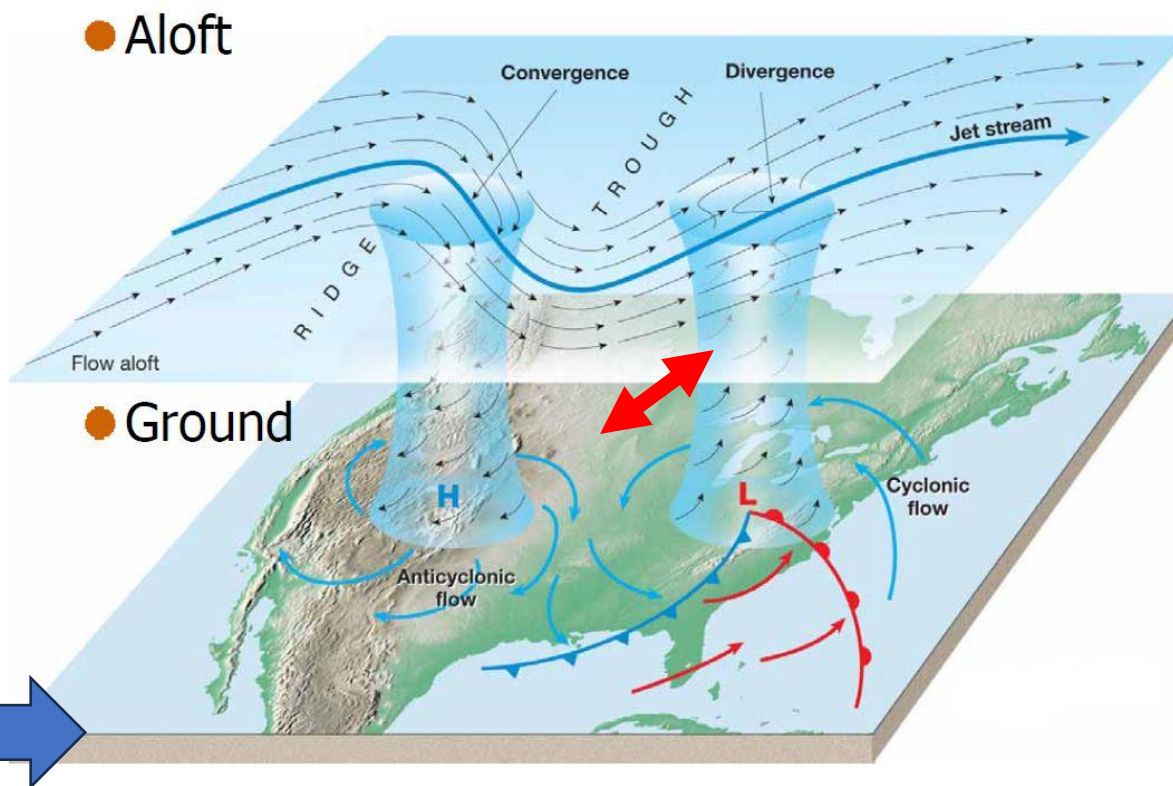 Aloft
Convergence
Divergence
Jet stream
TROUGH
RIDGE
Flow aloft
Ground
H
L
Cyclonic
flow
Anticyclonic
flow